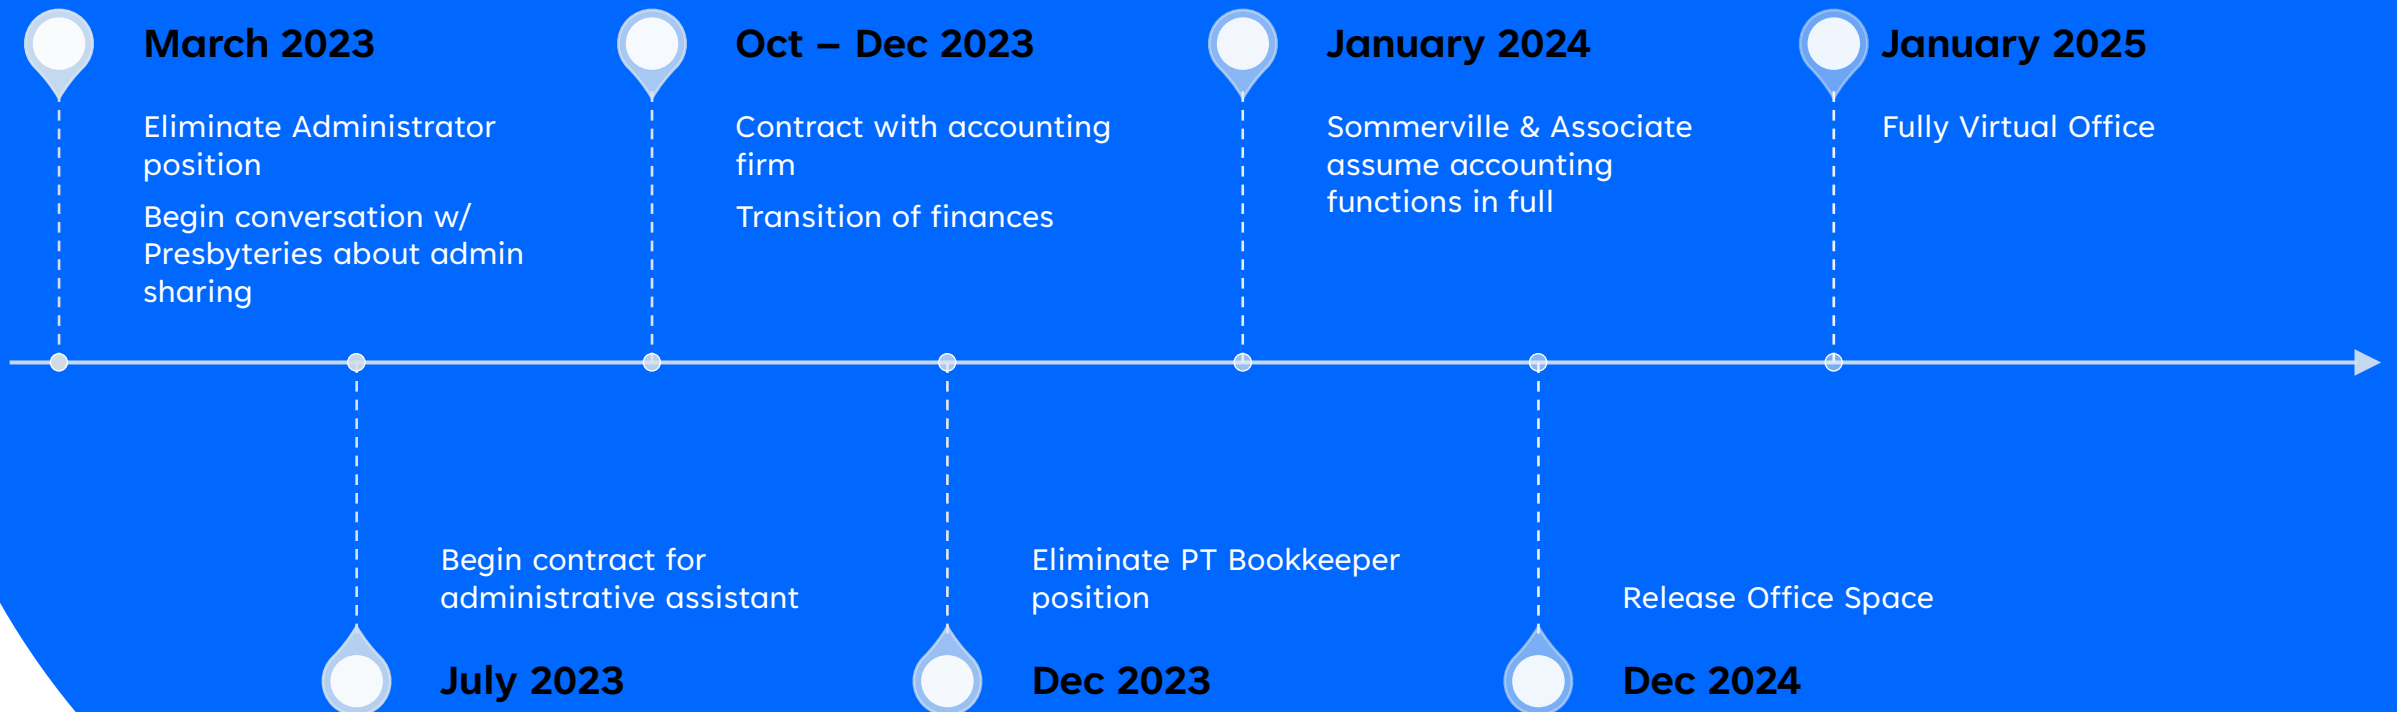 March 2023
Eliminate Administrator
position
Begin conversation w/
Presbyteries about admin
sharing
Oct – Dec 2023
Contract with accounting
firm
Transition of finances
January 2024
Sommerville & Associate
assume accounting
functions in full
January 2025
Fully Virtual Office
Begin contract for
administrative assistant
July 2023
Eliminate PT Bookkeeper
position
Dec 2023
Release Office Space
Dec 2024